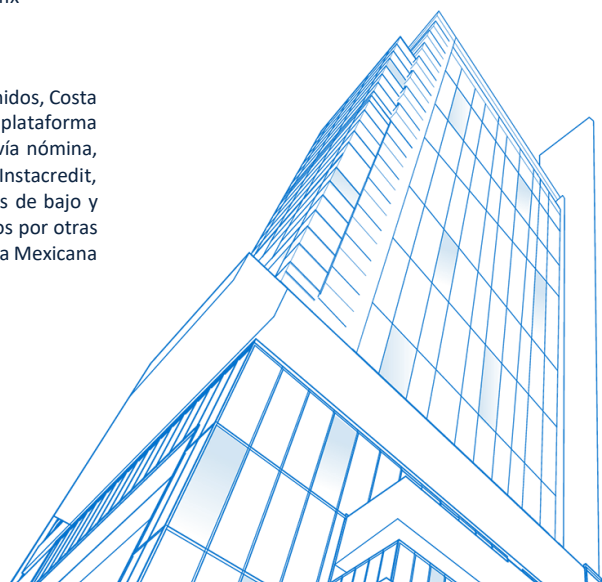 nidos, Costa
plataforma
vía nómina,
Instacredit,
s de bajo y
os por otras
a Mexicana